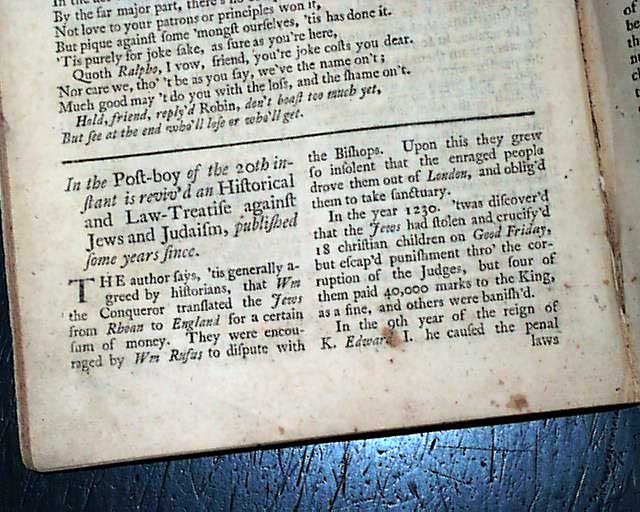 By the far major part, there's no
Not love to your patrons or principles won it,
But pique againſt ſome 'mongſt ourſelves, 'tis has done it.
'Tis purely for joke ſake, as ſure as you're here,
Quoth Ralpho, I vow, friend, you're joke coſts you dear.
Nor care we, tho' 't be as you ſay, we've the name on't;
Much good may 't do you with the loſs, and the ſhame on't.
Hold, friend, reply'd Robin, don't boaſt too much yet,
But ſee at the end who'll loſe or who'll get.
In the Poſt-boy of the 20th in-
ſtant is reviv'd an Hiſtorical
and Law-Treatiſe againſt
Jews and Judaiſm, publiſhed
ſome years ſince.
THE author ſays, 'tis generally a-
greed by hiſtorians, that Wm
the Conqueror tranſlated the Jews
from Rhoan to England for a certain
ſum of money. They were encou-
raged by Wm Rufus to diſpute with
the Biſhops. Upon this they grew
ſo inſolent that the enraged people
drove them out of London, and oblig'd
them to take ſanctuary.
In the year 1230. 'twas diſcover'd
that the Jews had ſtolen and crucify'd
18 chriſtian children on Good Friday,
but eſcap'd puniſhment thro' the cor-
ruption of the Judges, but four of
them paid 40,000 marks to the King,
as a fine, and others were baniſh'd.
In the 9th year of the reign of
K. Edward I. he cauſed the penal
laws